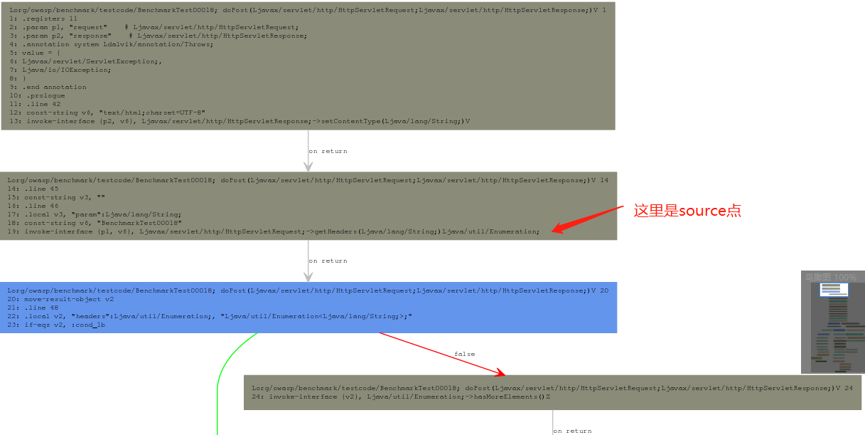 Lorg/owasp/benchmark/testcode/BenchmarkTest00018; doPost(Ljavax/servlet/http/HttpServletRequest;Ljavax/servlet/http/HttpServletResponse;)V 1
1: .registers 11
2: .param p1, "request"    # Ljavax/servlet/http/HttpServletRequest;
3: .param p2, "response"    # Ljavax/servlet/http/HttpServletResponse;
4: .annotation system Ldalvik/annotation/Throws;
5: value = {
6: Ljavax/servlet/ServletException;,
7: Ljava/io/IOException;
8: }
9: .end annotation
10: .prologue
11: .line 42
12: const-string v6, "text/html;charset=UTF-8"
13: invoke-interface {p2, v6}, Ljavax/servlet/http/HttpServletResponse;->setContentType(Ljava/lang/String;)V
on return
Lorg/owasp/benchmark/testcode/BenchmarkTest00018; doPost(Ljavax/servlet/http/HttpServletRequest;Ljavax/servlet/http/HttpServletResponse;)V 14
14: .line 45
15: const-string v3, ""
16: .line 46
17: .local v3, "param":Ljava/lang/String;
18: const-string v6, "BenchmarkTest00018"
19: invoke-interface {p1, v6}, Ljavax/servlet/http/HttpServletRequest;->getHeaders(Ljava/lang/String;)Ljava/util/Enumeration;
这里是source点
on return
Lorg/owasp/benchmark/testcode/BenchmarkTest00018; doPost(Ljavax/servlet/http/HttpServletRequest;Ljavax/servlet/http/HttpServletResponse;)V 20
20: move-result-object v2
21: .line 48
22: .local v2, "headers":Ljava/util/Enumeration;, "Ljava/util/Enumeration<Ljava/lang/String;>;"
23: if-eqz v2, :cond_1b
鸟瞰图 100%
false
Lorg/owasp/benchmark/testcode/BenchmarkTest00018; doPost(Ljavax/servlet/http/HttpServletRequest;Ljavax/servlet/http/HttpServletResponse;)V 24
24: invoke-interface {v2}, Ljava/util/Enumeration;->hasMoreElements()Z
on return